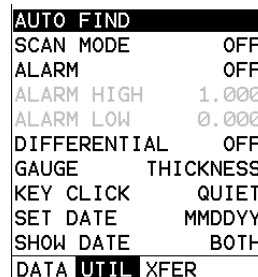 AUTO FIND
SCAN MODE OFF
ALARM OFF
ALARM HIGH 1.000
ALARM LOW 0.000
DIFFERENTIAL OFF
GAUGE THICKNESS
KEY CLICK QUIET
SET DATE MMDDYY
SHOW DATE BOTH
DATA UTIL XFER